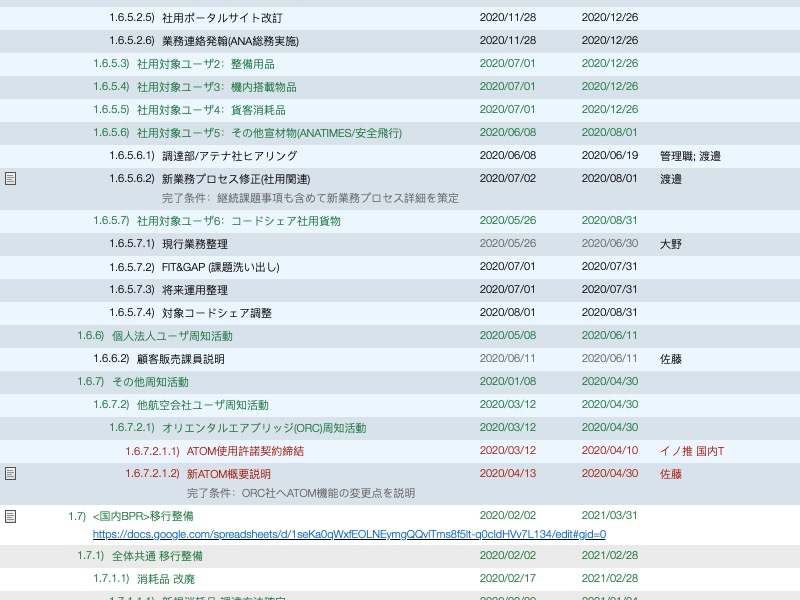 1.6.5.2.5) 社用ポータルサイト改訂 2020/11/28 2020/12/26
1.6.5.2.6) 業務連絡発翰(ANA総務実施) 2020/11/28 2020/12/26
1.6.5.3) 社用対象ユーザ2：整備用品 2020/07/01 2020/12/26
1.6.5.4) 社用対象ユーザ3：機内搭載物品 2020/07/01 2020/12/26
1.6.5.5) 社用対象ユーザ4：貨客消耗品 2020/07/01 2020/12/26
1.6.5.6) 社用対象ユーザ5：その他宣材物(ANATIMES/安全飛行) 2020/06/08 2020/08/01
1.6.5.6.1) 調達部/アテナ社ヒアリング 2020/06/08 2020/06/19 管理職; 渡邉
1.6.5.6.2) 新業務プロセス修正(社用関連) 2020/07/02 2020/08/01 渡邉
完了条件：継続課題事項も含めて新業務プロセス詳細を策定
1.6.5.7) 社用対象ユーザ6：コードシェア社用貨物 2020/05/26 2020/08/31
1.6.5.7.1) 現行業務整理 2020/05/26 2020/06/30 大野
1.6.5.7.2) FIT&GAP (課題洗い出し) 2020/07/01 2020/07/31
1.6.5.7.3) 将来運用整理 2020/07/01 2020/07/31
1.6.5.7.4) 対象コードシェア調整 2020/08/01 2020/08/31
1.6.6) 個人法人ユーザ周知活動 2020/05/08 2020/06/11
1.6.6.2) 顧客販売課員説明 2020/06/11 2020/06/11 佐藤
1.6.7) その他周知活動 2020/01/08 2020/04/30
1.6.7.2) 他航空会社ユーザ周知活動 2020/03/12 2020/04/30
1.6.7.2.1) オリエンタルエアブリッジ(ORC)周知活動 2020/03/12 2020/04/30
1.6.7.2.1.1) ATOM使用許諾契約締結 2020/03/12 2020/04/10 イノ推 国内T
1.6.7.2.1.2) 新ATOM概要説明 2020/04/13 2020/04/30 佐藤
完了条件：ORC社へATOM機能の変更点を説明
1.7) <国内BPR>移行整備 2020/02/02 2021/03/31
1.7.1) 全体共通 移行整備 2020/02/02 2021/02/28
1.7.1.1) 消耗品 改廃 2020/02/17 2021/02/28